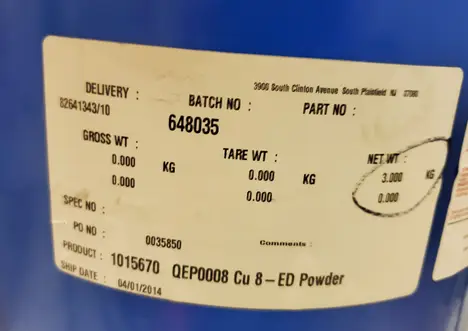 3900 South Clinton Avenue South Plainfield NJ 07080
DELIVERY : BATCH NO : PART NO :
82641343/10 648035
GROSS WT : TARE WT : NET WT :
0.000 KG 0.000 KG 3.000 KG
0.000 0.000 0.000
SPEC NO :
PO NO : 0035850 Comments :
PRODUCT : 1015670 QEP0008 Cu 8-ED Powder
SHIP DATE : 04/01/2014